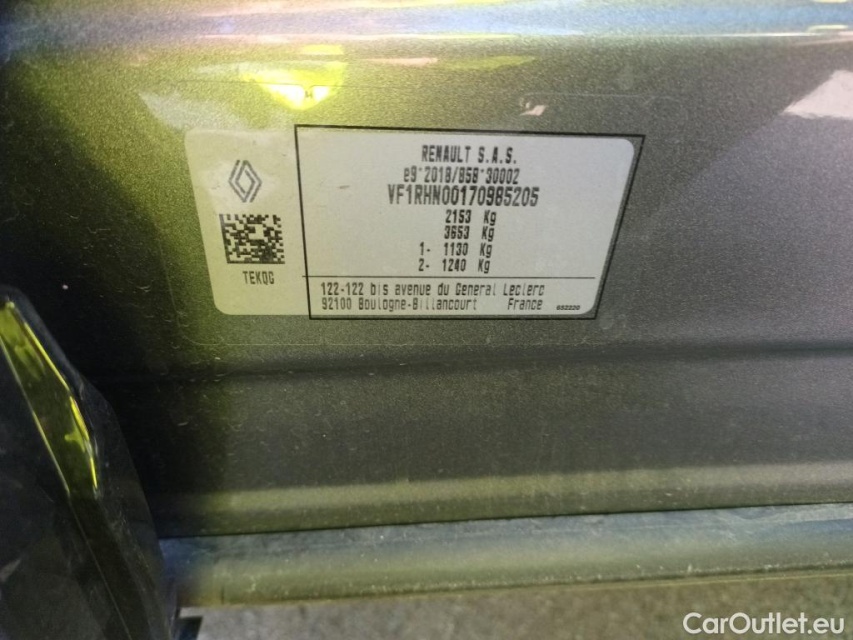 RENAULT S.A.S.
e9*2018/858*30002
VF1RHN00170985205
2153 Kg
3653 Kg
1- 1130 Kg
2- 1240 Kg
TEKQG
122-122 bis avenue du General Leclerc
92100 Boulogne-Billancourt France
CarOutlet.eu